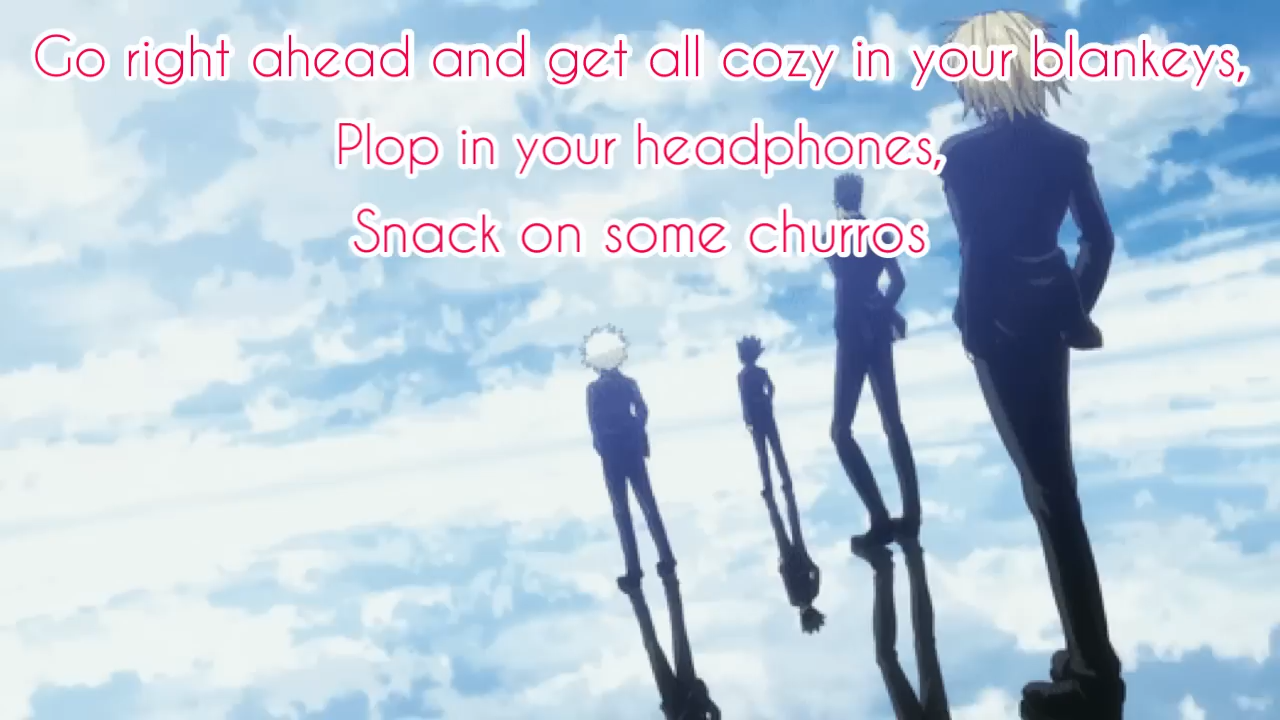 Go right ahead and get all cozy in your blankeys,
Plop in your headphones,
Snack on some churros